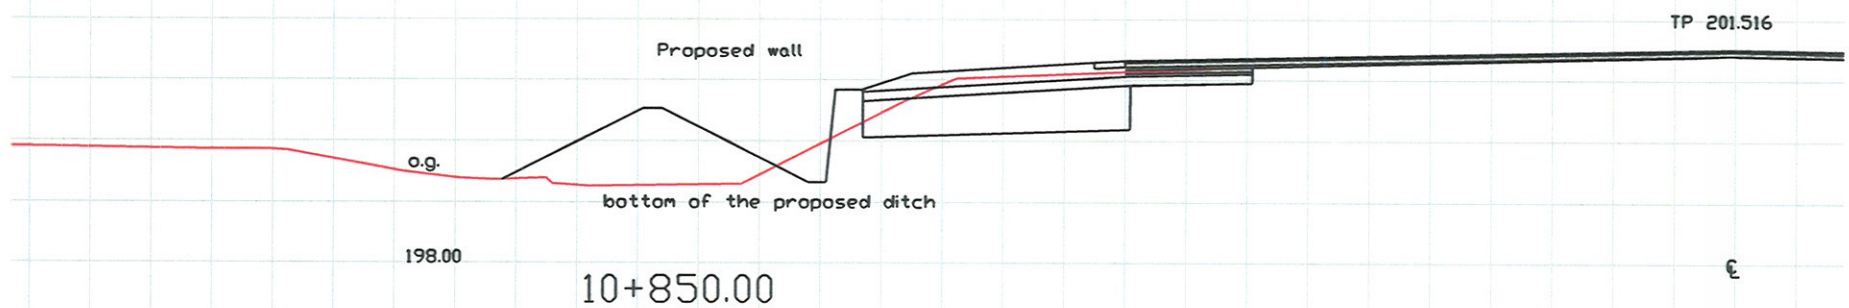 TP 201.516
Proposed wall
o.g.
bottom of the proposed ditch
198.00
℄
10+850.00